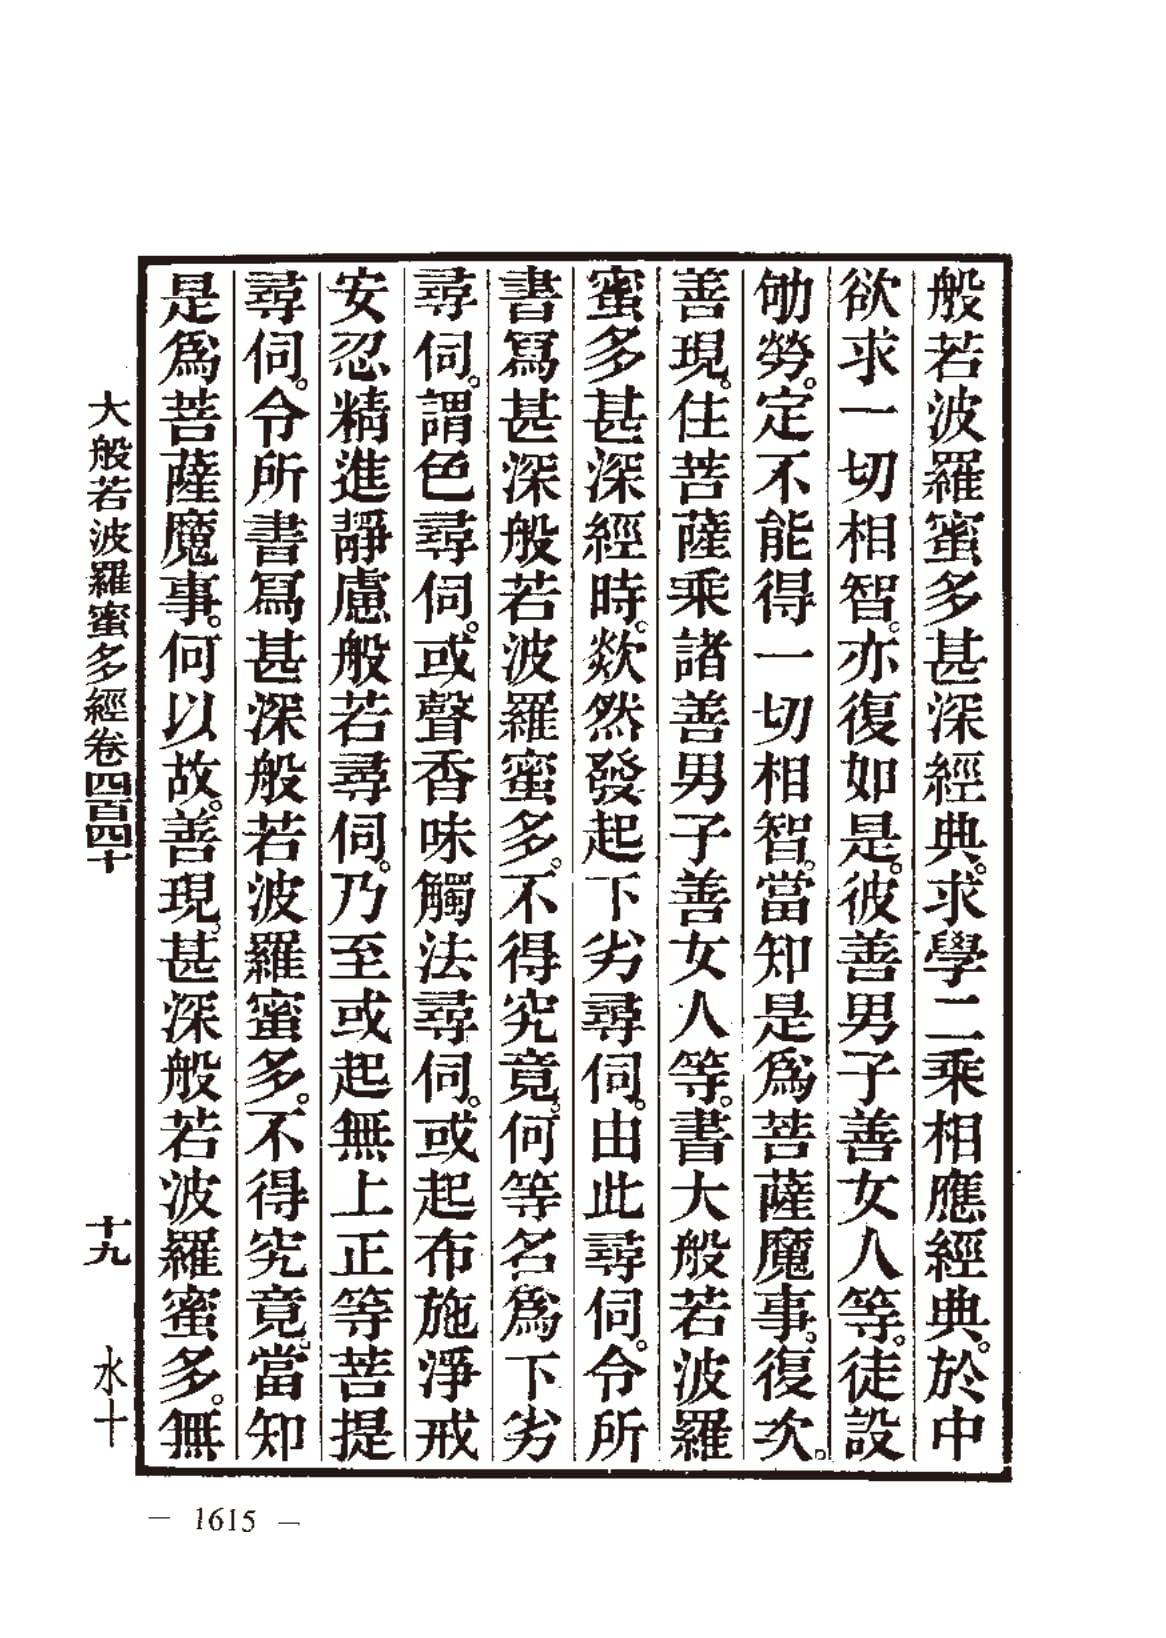 般若波羅蜜多甚深經典。求學二乘相應經典。於中
欲求一切相智。亦復如是。彼善男子善女人等。徒設
劬勞。定不能得一切相智。當知是爲菩薩魔事。復次。
善現。住菩薩乘諸善男子善女人等。書大般若波羅
蜜多甚深經時。欻然發起下劣尋伺。由此尋伺。令所
書寫甚深般若波羅蜜多。不得究竟。何等名爲下劣
尋伺。謂色尋伺。或聲香味觸法尋伺。或起布施淨戒
安忍精進靜慮般若尋伺。乃至或起無上正等菩提
尋伺。令所書寫甚深般若波羅蜜多。不得究竟。當知
是爲菩薩魔事。何以故。善現。甚深般若波羅蜜多。無
大般若波羅蜜多經卷四百四十 十九 水十
— 1615 —